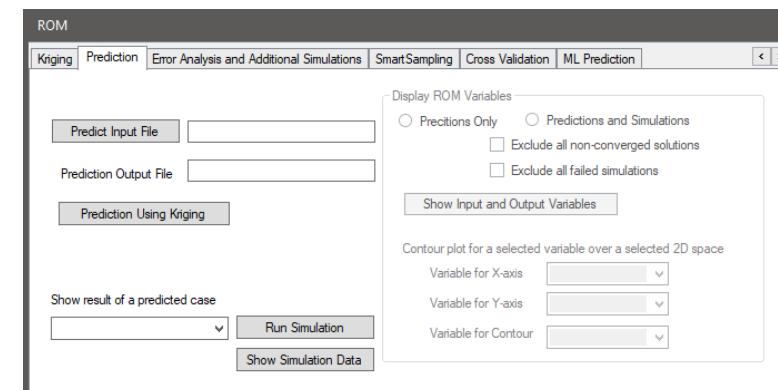 ROM
Kriging Prediction Error Analysis and Additional Simulations SmartSampling Cross Validation ML Prediction <
Display ROM Variables
Precitions Only Predictions and Simulations
Predict Input File
Exclude all non-converged solutions
Prediction Output File
Exclude all failed simulations
Prediction Using Kriging
Show Input and Output Variables
Contour plot for a selected variable over a selected 2D space
Variable for X-axis
Show result of a predicted case
Variable for Y-axis
Run Simulation
Variable for Contour
Show Simulation Data